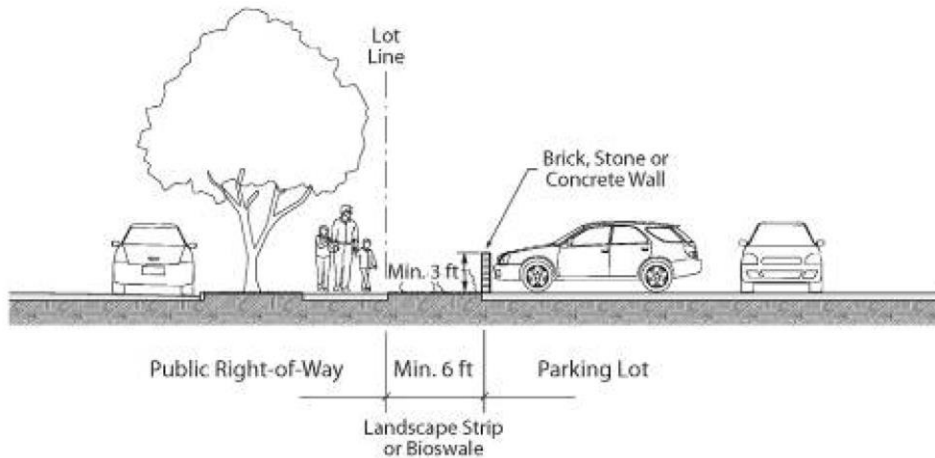 Lot
Line
Brick, Stone or
Concrete Wall
Min. 3 ft
Public Right-of-Way
Min. 6 ft
Parking Lot
Landscape Strip
or Bioswale